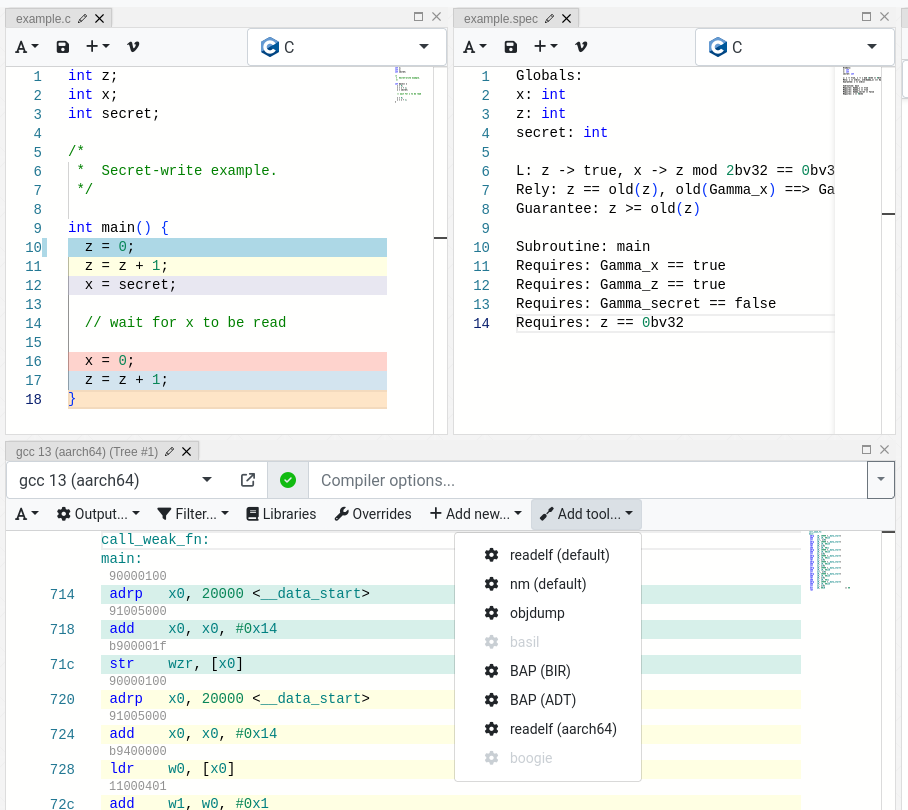 example.c
A
C
1 int z;
2 int x;
3 int secret;
4
5 /*
6  *  Secret-write example.
7  */
8
9 int main() {
10   z = 0;
11   z = z + 1;
12   x = secret;
13
14   // wait for x to be read
15
16   x = 0;
17   z = z + 1;
18 }
example.spec
A
C
1 Globals:
2 x: int
3 z: int
4 secret: int
5
6 L: z -> true, x -> z mod 2bv32 == 0bv3
7 Rely: z == old(z), old(Gamma_x) ==> Ga
8 Guarantee: z >= old(z)
9
10 Subroutine: main
11 Requires: Gamma_x == true
12 Requires: Gamma_z == true
13 Requires: Gamma_secret == false
14 Requires: z == 0bv32
gcc 13 (aarch64) (Tree #1)
gcc 13 (aarch64)
Compiler options...
A Output... Filter... Libraries Overrides Add new... Add tool...
call_weak_fn:
main:
90000100
714 adrp x0, 20000 <__data_start>
91005000
718 add x0, x0, #0x14
b900001f
71c str wzr, [x0]
90000100
720 adrp x0, 20000 <__data_start>
91005000
724 add x0, x0, #0x14
b9400000
728 ldr w0, [x0]
11000401
72c add w1, w0, #0x1
readelf (default)
nm (default)
objdump
basil
BAP (BIR)
BAP (ADT)
readelf (aarch64)
boogie